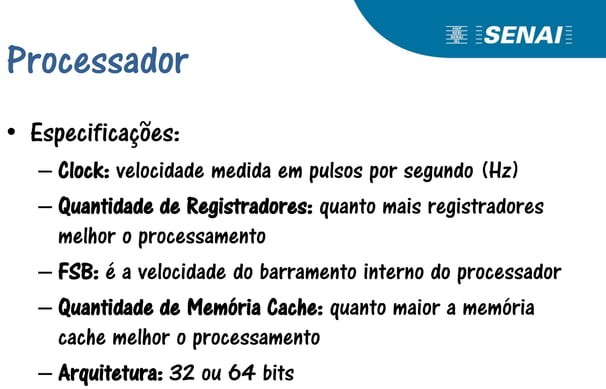 SENAI
Processador
• Especificações:
– Clock: velocidade medida em pulsos por segundo (Hz)
– Quantidade de Registradores: quanto mais registradores
melhor o processamento
– FSB: é a velocidade do barramento interno do processador
– Quantidade de Memória Cache: quanto maior a memória
cache melhor o processamento
– Arquitetura: 32 ou 64 bits